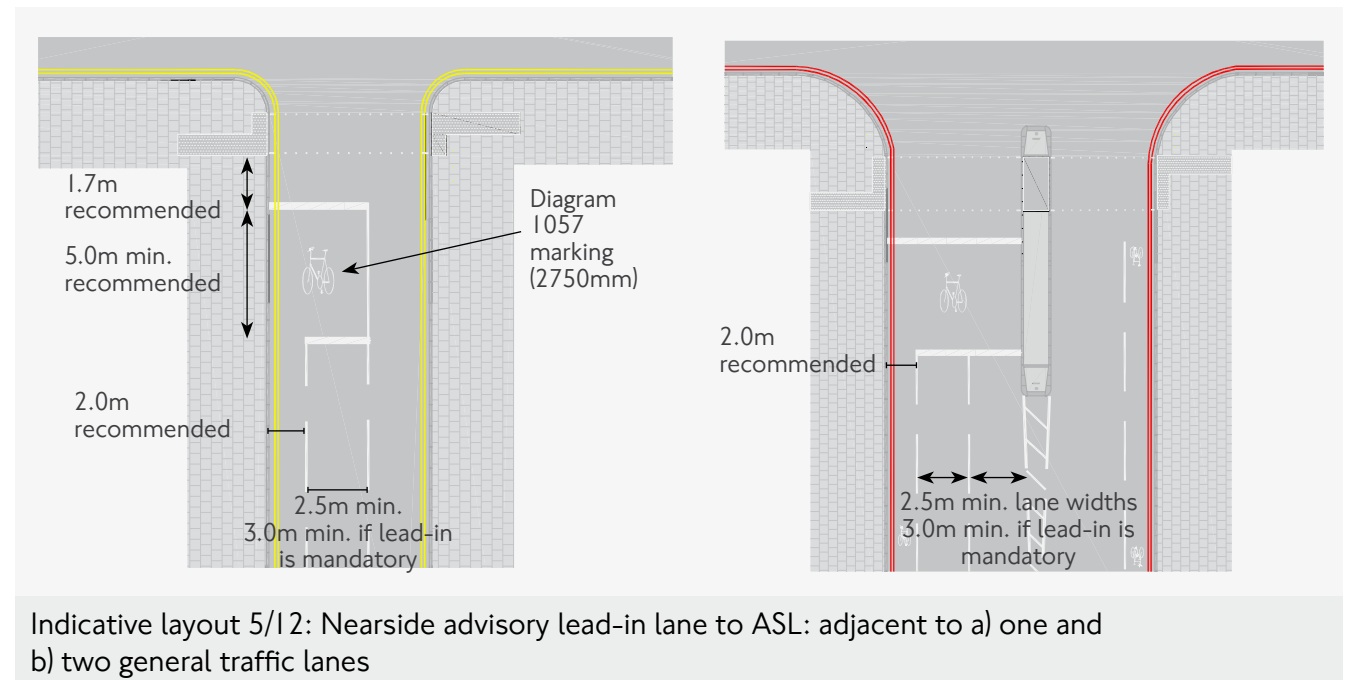 1.7m
recommended
5.0m min.
recommended
Diagram
1057
marking
(2750mm)
2.0m
recommended
2.5m min.
3.0m min. if lead-in
is mandatory
2.0m
recommended
2.5m min. lane widths
3.0m min. if lead-in is
mandatory
Indicative layout 5/12: Nearside advisory lead-in lane to ASL: adjacent to a) one and
b) two general traffic lanes